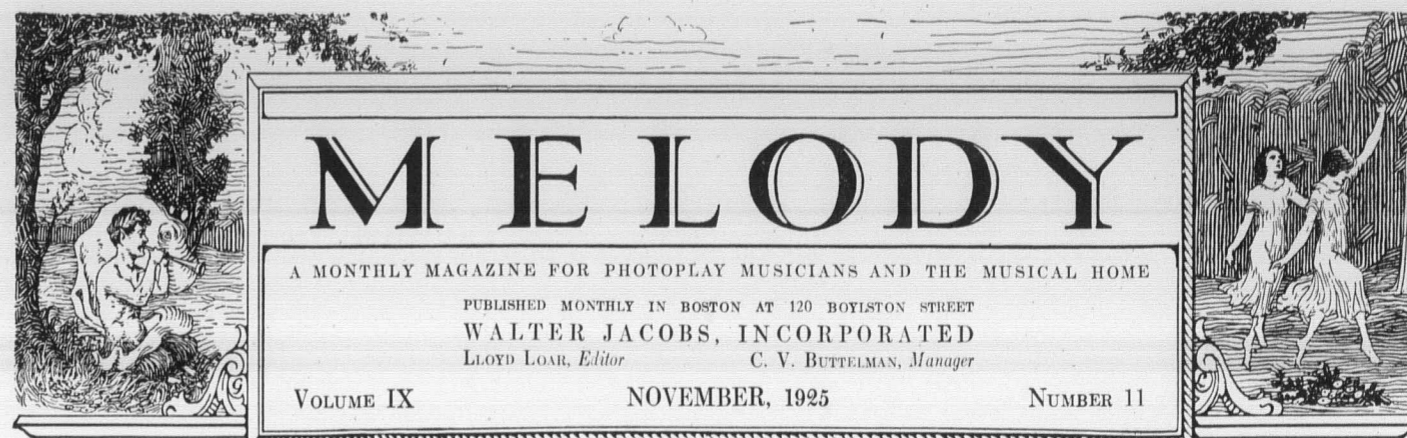 MELODY
A MONTHLY MAGAZINE FOR PHOTOPLAY MUSICIANS AND THE MUSICAL HOME
PUBLISHED MONTHLY IN BOSTON AT 120 BOYLSTON STREET
WALTER JACOBS, INCORPORATED
LLOYD LOAR, Editor C. V. BUTTELMAN, Manager
VOLUME IX NOVEMBER, 1925 NUMBER 11